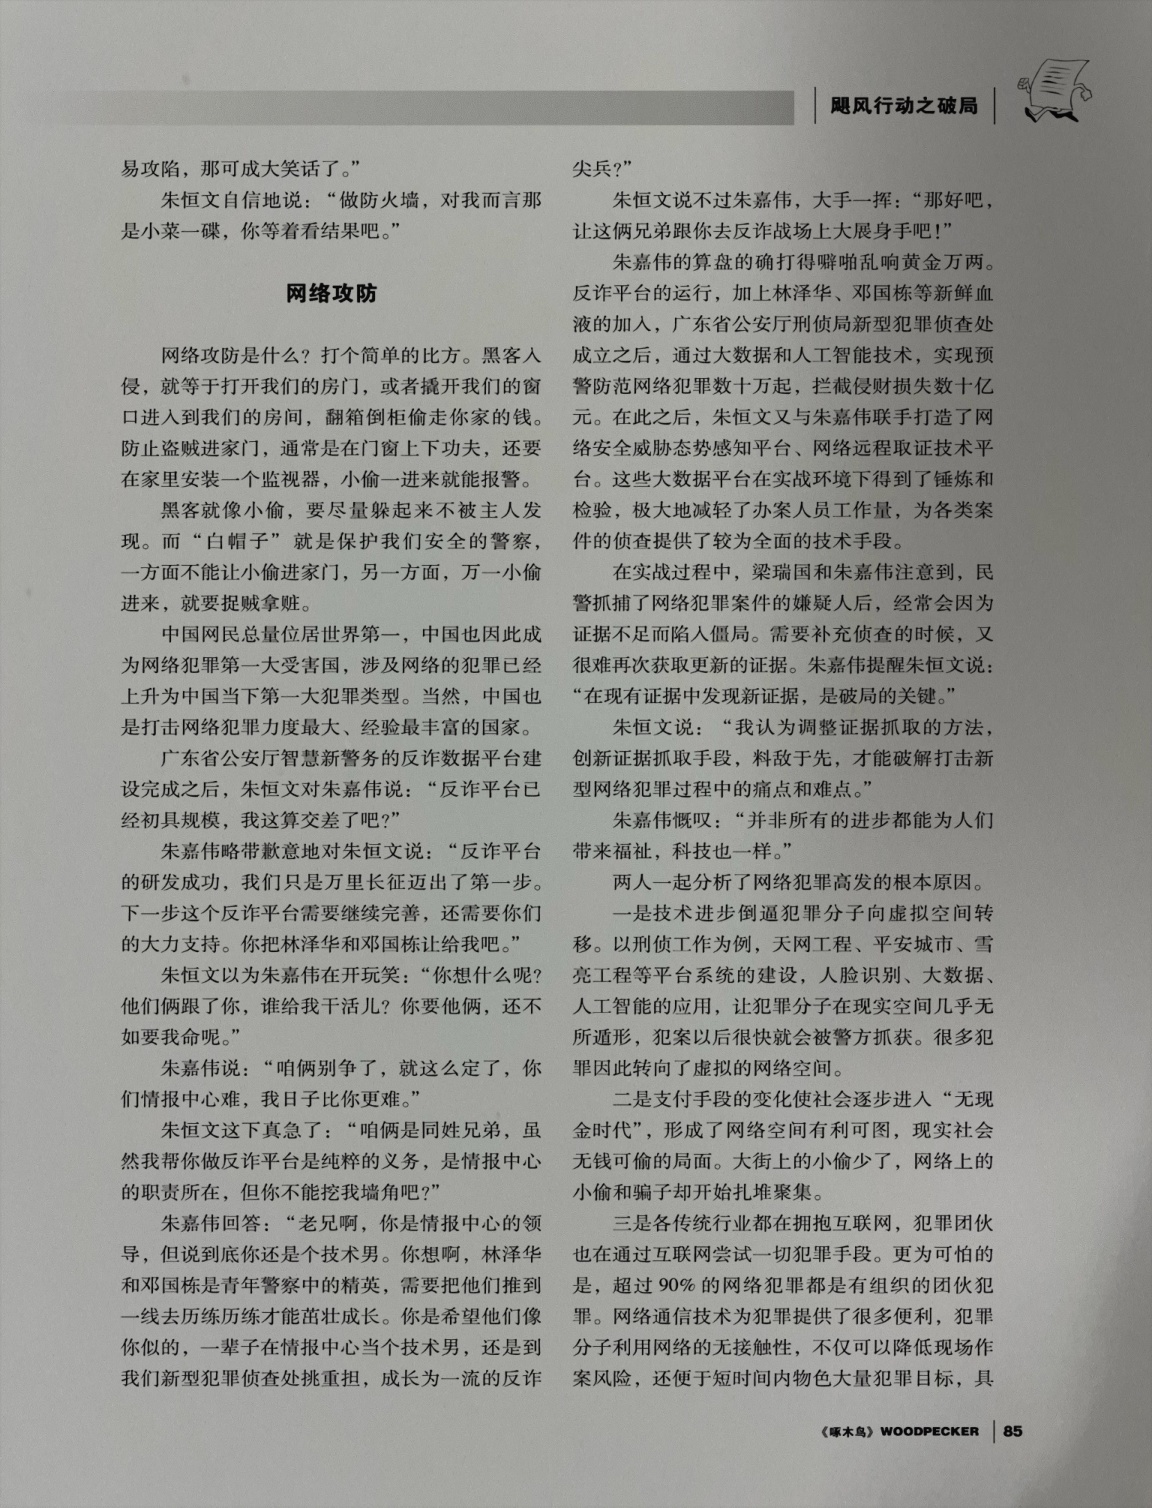 飓风行动之破局
易攻陷，那可成大笑话了。”
朱恒文自信地说：“做防火墙，对我而言那
是小菜一碟，你等着看结果吧。”
网络攻防
网络攻防是什么？打个简单的比方。黑客入
侵，就等于打开我们的房门，或者撬开我们的窗
口进入到我们的房间，翻箱倒柜偷走你家的钱。
防止盗贼进家门，通常是在门窗上下功夫，还要
在家里安装一个监视器，小偷一进来就能报警。
黑客就像小偷，要尽量躲起来不被主人发
现。而“白帽子”就是保护我们安全的警察，
一方面不能让小偷进家门，另一方面，万一小偷
进来，就要捉贼拿赃。
中国网民总量位居世界第一，中国也因此成
为网络犯罪第一大受害国，涉及网络的犯罪已经
上升为中国当下第一大犯罪类型。当然，中国也
是打击网络犯罪力度最大、经验最丰富的国家。
广东省公安厅智慧新警务的反诈数据平台建
设完成之后，朱恒文对朱嘉伟说：“反诈平台已
经初具规模，我这算交差了吧？”
朱嘉伟略带歉意地对朱恒文说：“反诈平台
的研发成功，我们只是万里长征迈出了第一步。
下一步这个反诈平台需要继续完善，还需要你们
的大力支持。你把林泽华和邓国栋让给我吧。”
朱恒文以为朱嘉伟在开玩笑：“你想什么呢？
他们俩跟了你，谁给我干活儿？你要他俩，还不
如要我命呢。”
朱嘉伟说：“咱俩别争了，就这么定了，你
们情报中心难，我日子比你更难。”
朱恒文这下真急了：“咱俩是同姓兄弟，虽
然我帮你做反诈平台是纯粹的义务，是情报中心
的职责所在，但你不能挖我墙角吧？”
朱嘉伟回答：“老兄啊，你是情报中心的领
导，但说到底你还是个技术男。你想啊，林泽华
和邓国栋是青年警察中的精英，需要把他们推到
一线去历练历练才能茁壮成长。你是希望他们像
你似的，一辈子在情报中心当个技术男，还是到
我们新型犯罪侦查处挑重担，成长为一流的反诈
尖兵？”
朱恒文说不过朱嘉伟，大手一挥：“那好吧，
让这俩兄弟跟你去反诈战场上大展身手吧！”
朱嘉伟的算盘的确打得噼啪乱响黄金万两。
反诈平台的运行，加上林泽华、邓国栋等新鲜血
液的加入，广东省公安厅刑侦局新型犯罪侦查处
成立之后，通过大数据和人工智能技术，实现预
警防范网络犯罪数十万起，拦截侵财损失数十亿
元。在此之后，朱恒文又与朱嘉伟联手打造了网
络安全威胁态势感知平台、网络远程取证技术平
台。这些大数据平台在实战环境下得到了锤炼和
检验，极大地减轻了办案人员工作量，为各类案
件的侦查提供了较为全面的技术手段。
在实战过程中，梁瑞国和朱嘉伟注意到，民
警抓捕了网络犯罪案件的嫌疑人后，经常会因为
证据不足而陷入僵局。需要补充侦查的时候，又
很难再次获取更新的证据。朱嘉伟提醒朱恒文说：
“在现有证据中发现新证据，是破局的关键。”
朱恒文说：“我认为调整证据抓取的方法，
创新证据抓取手段，料敌于先，才能破解打击新
型网络犯罪过程中的痛点和难点。”
朱嘉伟慨叹：“并非所有的进步都能为人们
带来福祉，科技也一样。”
两人一起分析了网络犯罪高发的根本原因。
一是技术进步倒逼犯罪分子向虚拟空间转
移。以刑侦工作为例，天网工程、平安城市、雪
亮工程等平台系统的建设，人脸识别、大数据、
人工智能的应用，让犯罪分子在现实空间几乎无
所遁形，犯案以后很快就会被警方抓获。很多犯
罪因此转向了虚拟的网络空间。
二是支付手段的变化使社会逐步进入“无现
金时代”，形成了网络空间有利可图，现实社会
无钱可偷的局面。大街上的小偷少了，网络上的
小偷和骗子却开始扎堆聚集。
三是各传统行业都在拥抱互联网，犯罪团伙
也在通过互联网尝试一切犯罪手段。更为可怕的
是，超过90%的网络犯罪都是有组织的团伙犯
罪。网络通信技术为犯罪提供了很多便利，犯罪
分子利用网络的无接触性，不仅可以降低现场作
案风险，还便于短时间内物色大量犯罪目标，具
《啄木鸟》WOODPECKER 85